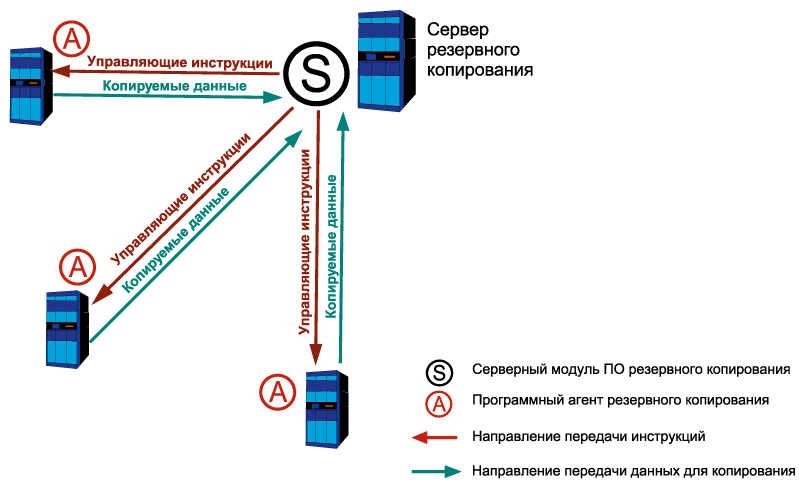 A
Управляющие инструкции
Копируемые данные
S
Сервер
резервного
копирования
Управляющие инструкции
Копируемые данные
Управляющие инструкции
Копируемые данные
A
A
S
Серверный модуль ПО резервного копирования
A
Программный агент резервного копирования
Направление передачи инструкций
Направление передачи данных для копирования